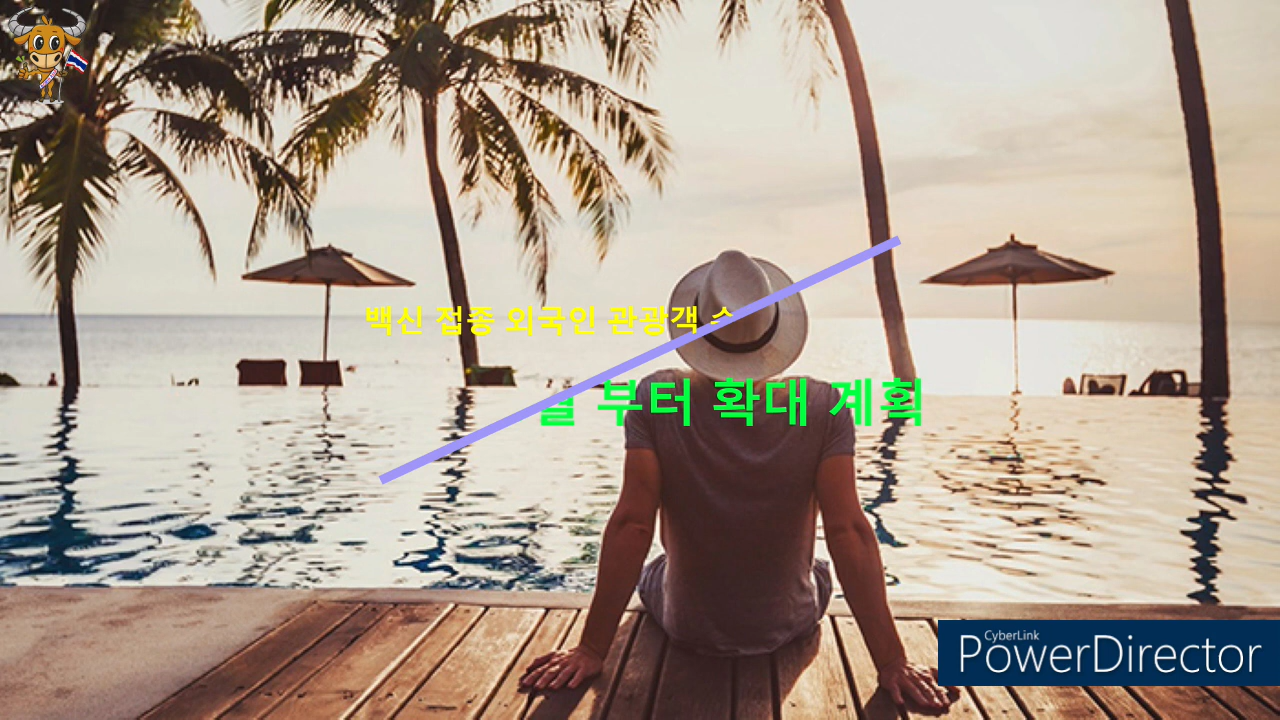 백신 접종 외국인 관광객
부터 확대 계획
CyberLink
PowerDirector